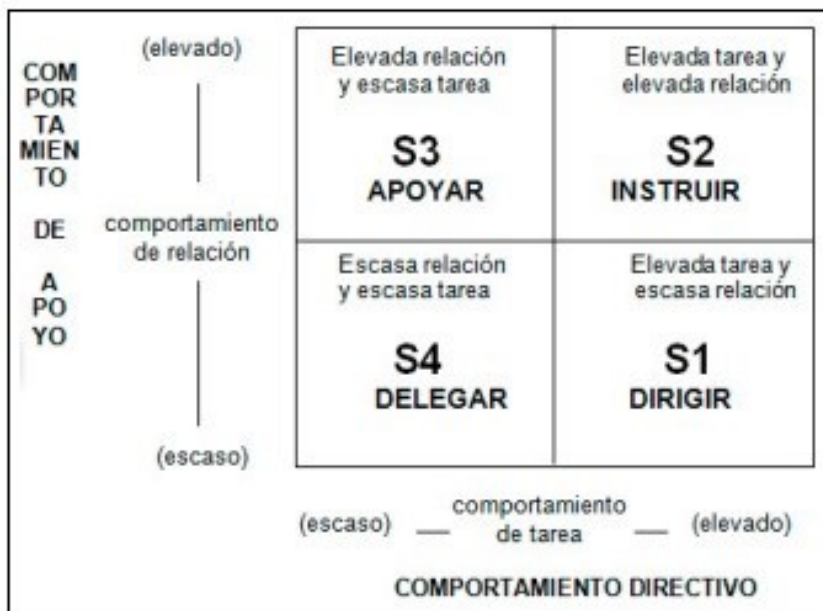 COM
POR
TA
MIEN
TO
DE
A
PO
YO
(elevado)
comportamiento
de relación
(escaso)
Elevada relación
y escasa tarea
S3
APOYAR
Elevada tarea y
elevada relación
S2
INSTRUIR
Escasa relación
y escasa tarea
S4
DELEGAR
Elevada tarea y
escasa relación
S1
DIRIGIR
(escaso)
comportamiento
de tarea
(elevado)
COMPORTAMIENTO DIRECTIVO